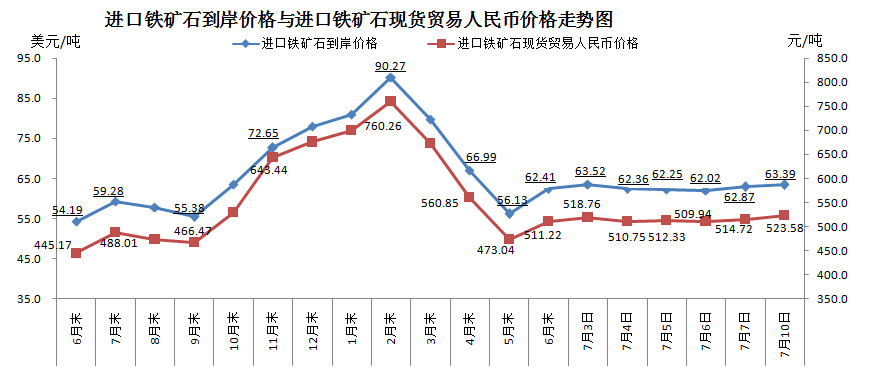 进口铁矿石到岸价格与进口铁矿石现货贸易人民币价格走势图
美元/吨
元/吨
进口铁矿石到岸价格
进口铁矿石现货贸易人民币价格
95.0
85.0
75.0
65.0
55.0
45.0
35.0
850.0
800.0
750.0
700.0
650.0
600.0
550.0
500.0
450.0
400.0
350.0
54.19
59.28
55.38
72.65
90.27
66.99
56.13
62.41
63.52
62.36
62.25
62.02
62.87
63.39
445.17
488.01
466.47
643.44
760.26
560.85
473.04
511.22
518.76
510.75
512.33
509.94
514.72
523.58
6月末
7月末
8月末
9月末
10月末
11月末
12月末
1月末
2月末
3月末
4月末
5月末
6月末
7月3日
7月4日
7月5日
7月6日
7月7日
7月10日